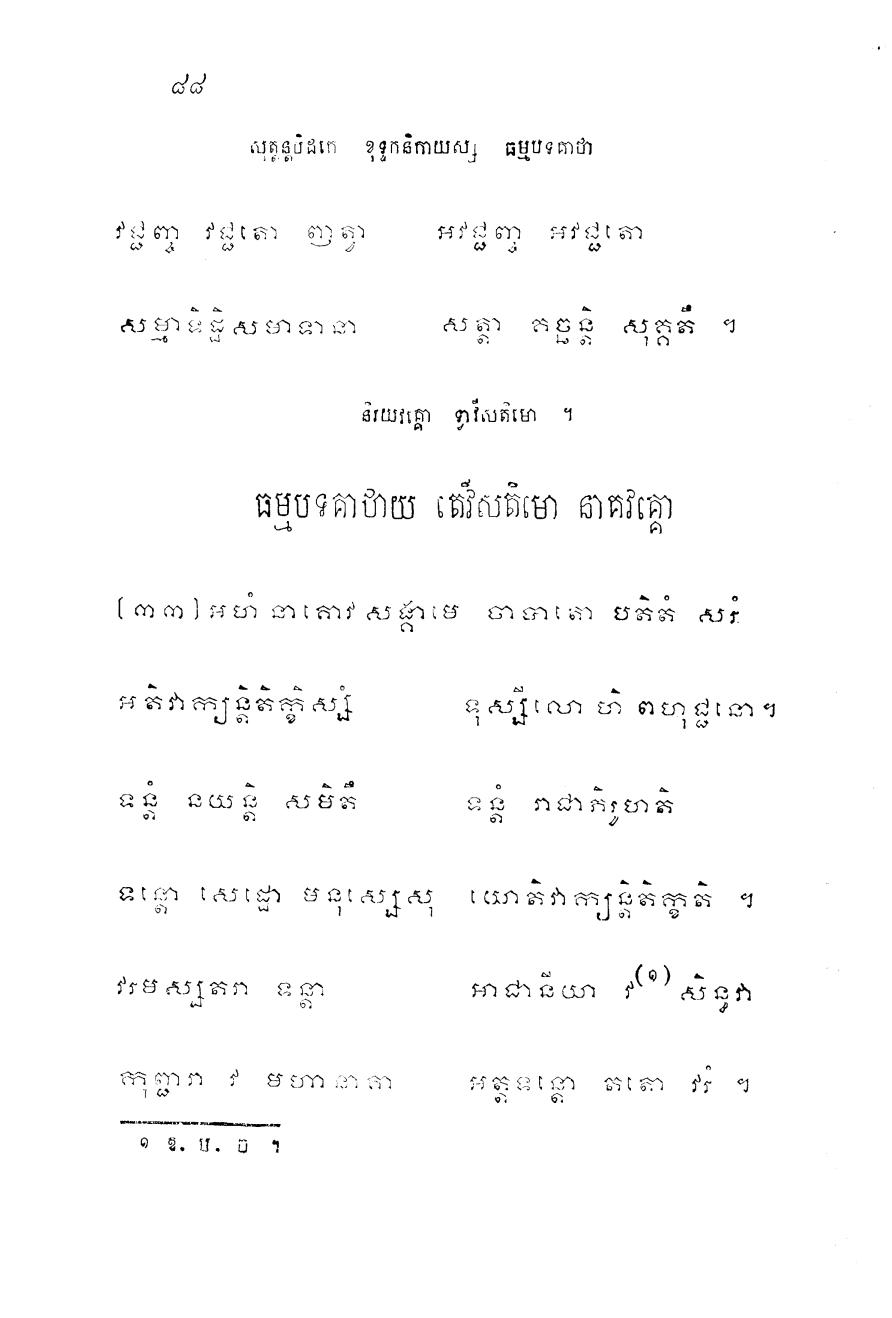 ៨៨
សុត្តន្តបិដកេ ខុទ្ទកនិកាយស្ស ធម្មបទគាថា
វជ្ជញ្ច វជ្ជតោ ញត្វា អវជ្ជញ្ច អវជ្ជតោ
សម្មាទិដ្ឋិសមាទានា សត្តា គច្ឆន្តិ សុគ្គតឹ ។
និរយវគ្គោ ទ្វាវីសតិមោ ។
ធម្មបទគាថាយ តេវីសតិមោ នាគវគ្គោ
[៣៣] អហំ នាគោវ សង្គាមេ ចាបាតោ បតិតំ សរំ
អតិវាក្យន្តិតិក្ខិស្សំ ទុស្សីលោ ហិ ពហុជ្ជនោ។
ទន្តំ នយន្តិ សមិតឹ ទន្តំ រាជាភិរូហតិ
ទន្តោ សេដ្ឋោ មនុស្សេសុ យោតិវាក្យន្តិតិក្ខតិ ។
វរមស្សតរា ទន្តា អាជានីយា វ(១) សិន្ធវា
កុញ្ជរា វ មហានាគា អត្តទន្តោ តតោ វរំ ។
១ ឱ. ម. ច ។